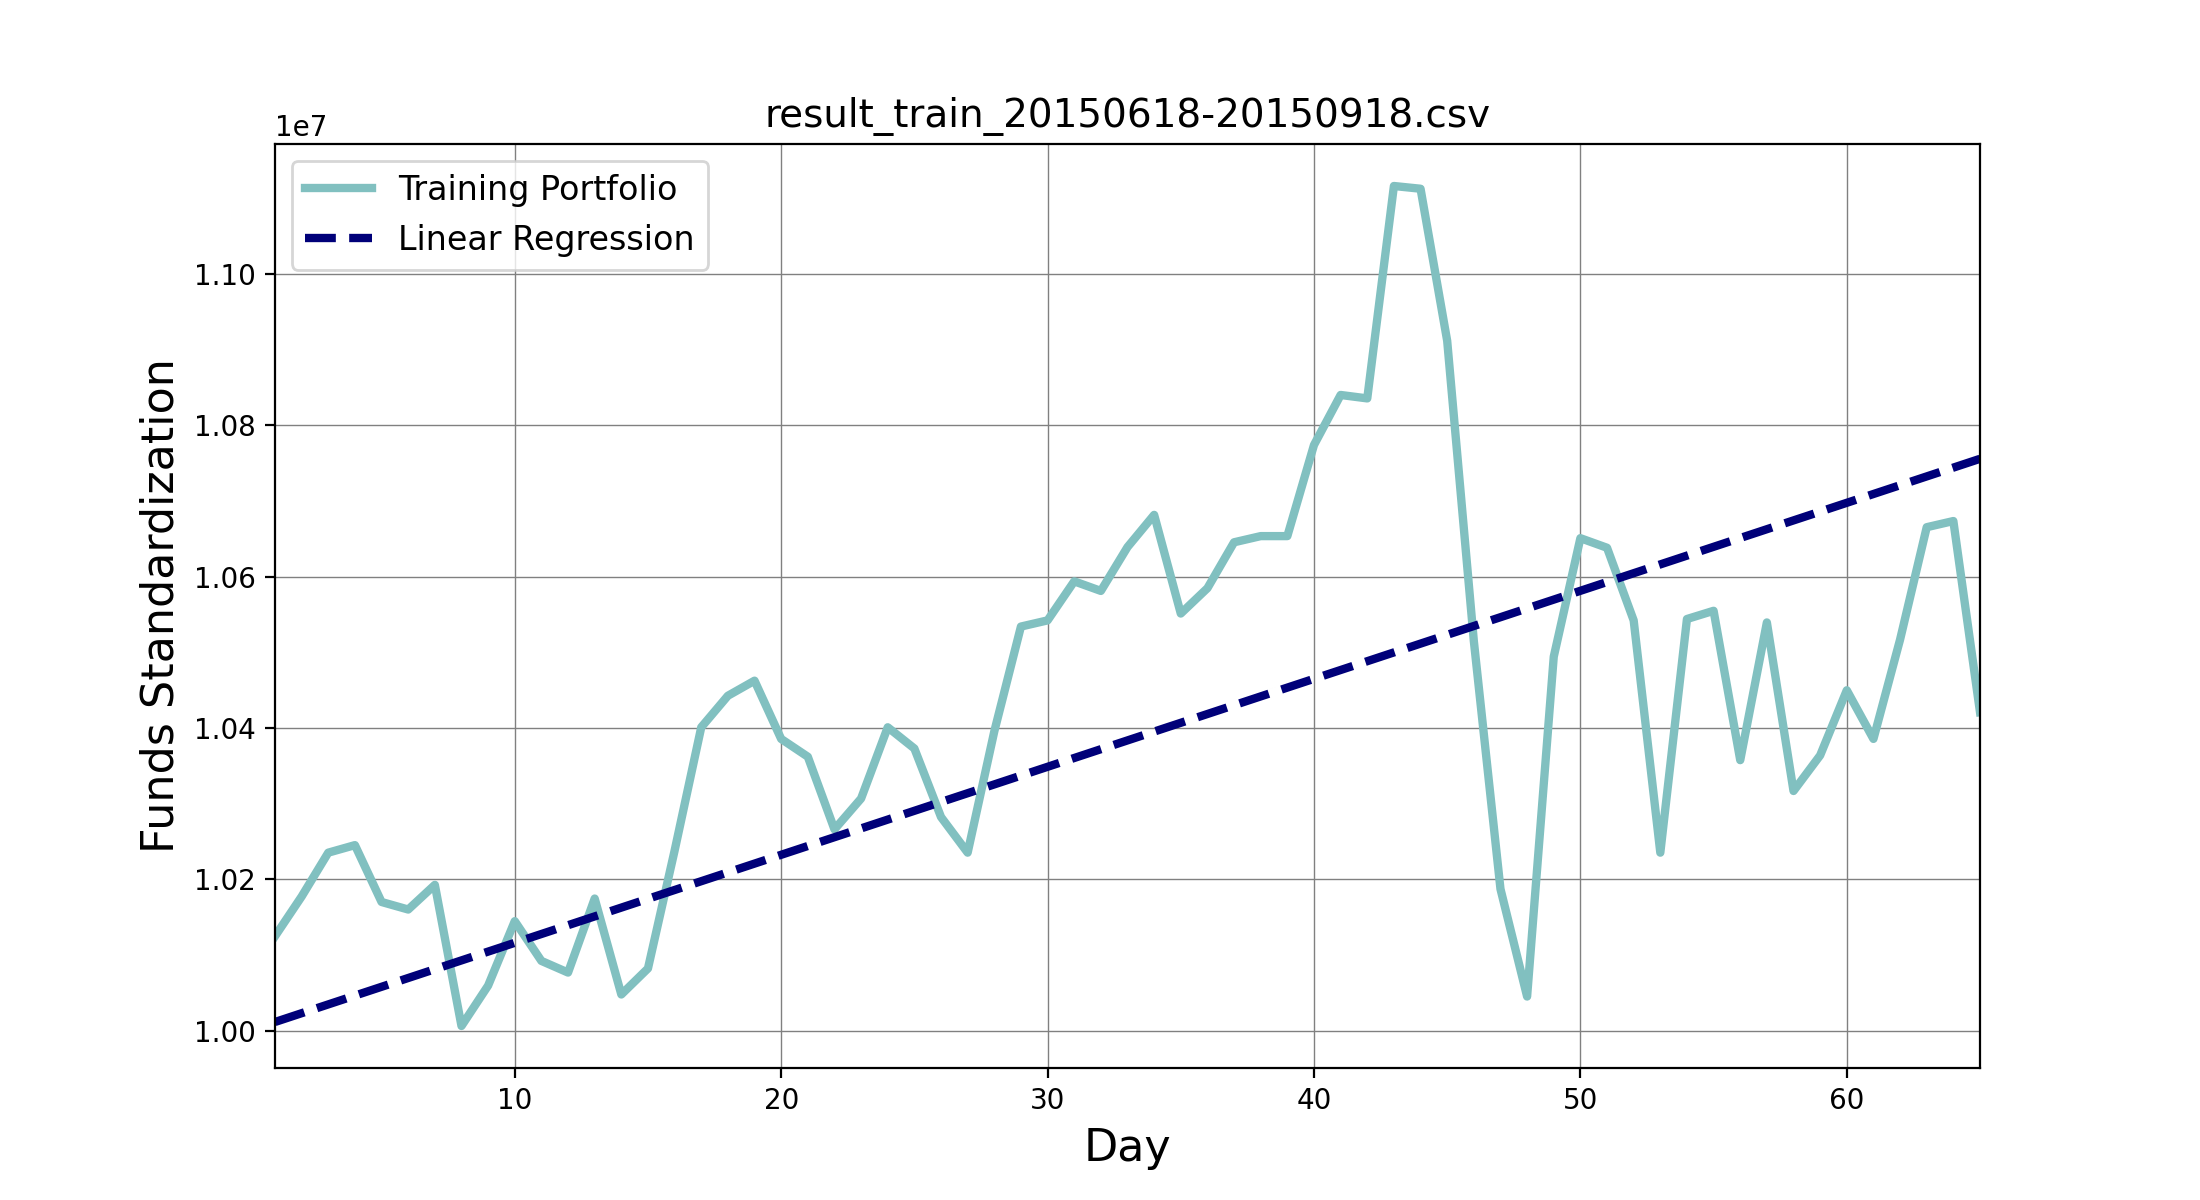 result_train_20150618-20150918.csv
1e7
Training Portfolio
Linear Regression
1.10
1.08
1.06
1.04
1.02
1.00
Funds Standardization
10 20 30 40 50 60
Day